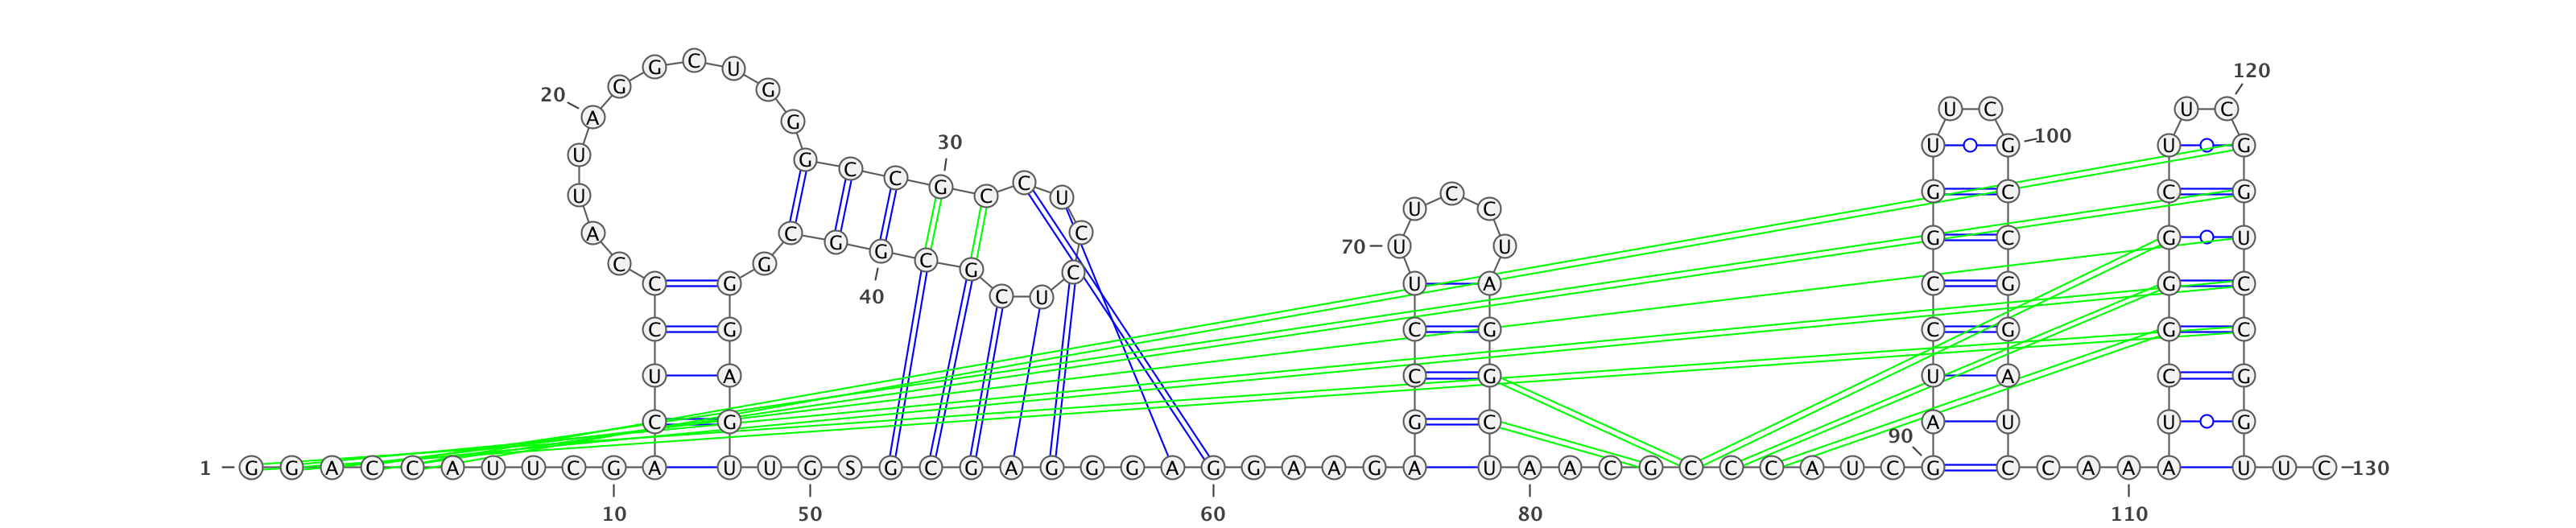 1 G G A C C A U U C G
10
A C U C C C A U U A
20
G G C U G G G C C G
30
C C U C C U C G C G
40
G C G G G A G U U G
50
S G C G A G G G A G
60
G A A G A G C C U U
70
U C C U A G G C U A
80
A C G C C C A U C G
90
A U C C G G U U C G
100
C C G G A U C C A A
110
A U C G G G C U U C
120
G G U C C G G U U C
130